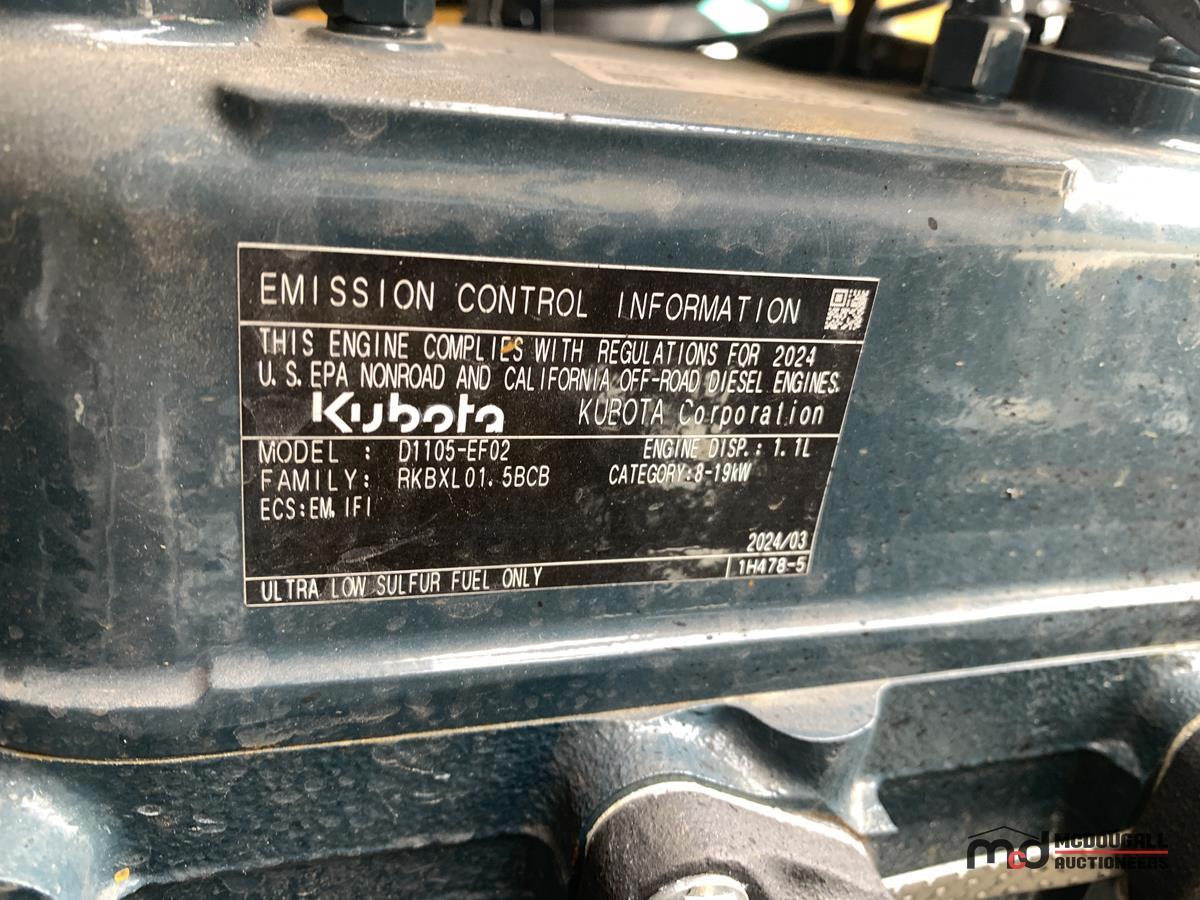 EMISSION CONTROL INFORMATION
THIS ENGINE COMPLIES WITH REGULATIONS FOR 2024
U.S.EPA NONROAD AND CALIFORNIA OFF-ROAD DIESEL ENGINES.
Kubota KUBOTA Corporation
MODEL : D1105-EF02 ENGINE DISP.: 1.1L
FAMILY: RKBXL01.5BCB CATEGORY:8-19kW
ECS:EM,IFI
2024/03
ULTRA LOW SULFUR FUEL ONLY 1H478-5
mcd MCDOUGALL
AUCTIONEERS